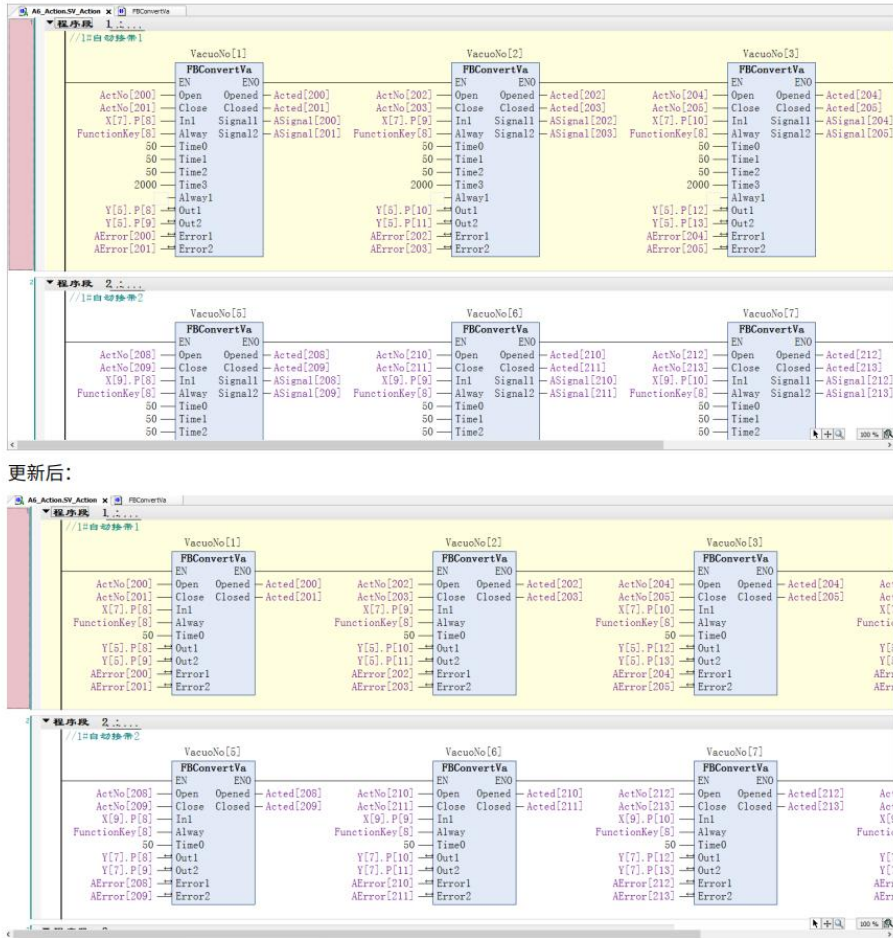 A6_Action.SV_Action x FBConvertVa
1 ▼程序段 1:....
//1#自动接带1
VacuoNo[1] VacuoNo[2] VacuoNo[3]
FBConvertVa FBConvertVa FBConvertVa
EN ENO EN ENO EN ENO
ActNo[200] Open Opened Acted[200] ActNo[202] Open Opened Acted[202] ActNo[204] Open Opened Acted[204]
ActNo[201] Close Closed Acted[201] ActNo[203] Close Closed Acted[203] ActNo[205] Close Closed Acted[205]
X[7].P[8] In1 Signal1 ASignal[200] X[7].P[9] In1 Signal1 ASignal[202] X[7].P[10] In1 Signal1 ASignal[204]
FunctionKey[8] Alway Signal2 ASignal[201] FunctionKey[8] Alway Signal2 ASignal[203] FunctionKey[8] Alway Signal2 ASignal[205]
50 Time0 50 Time0 50 Time0
50 Time1 50 Time1 50 Time1
50 Time2 50 Time2 50 Time2
2000 Time3 2000 Time3 2000 Time3
Alway1 Alway1 Alway1
Y[5].P[8] Out1 Y[5].P[10] Out1 Y[5].P[12] Out1
Y[5].P[9] Out2 Y[5].P[11] Out2 Y[5].P[13] Out2
AError[200] Error1 AError[202] Error1 AError[204] Error1
AError[201] Error2 AError[203] Error2 AError[205] Error2
2 ▼程序段 2:....
//1#自动接带2
VacuoNo[5] VacuoNo[6] VacuoNo[7]
FBConvertVa FBConvertVa FBConvertVa
EN ENO EN ENO EN ENO
ActNo[208] Open Opened Acted[208] ActNo[210] Open Opened Acted[210] ActNo[212] Open Opened Acted[212]
ActNo[209] Close Closed Acted[209] ActNo[211] Close Closed Acted[211] ActNo[213] Close Closed Acted[213]
X[9].P[8] In1 Signal1 ASignal[208] X[9].P[9] In1 Signal1 ASignal[210] X[9].P[10] In1 Signal1 ASignal[212]
FunctionKey[8] Alway Signal2 ASignal[209] FunctionKey[8] Alway Signal2 ASignal[211] FunctionKey[8] Alway Signal2 ASignal[213]
50 Time0 50 Time0 50 Time0
50 Time1 50 Time1 50 Time1
50 Time2 50 Time2 50 Time2
100 %
更新后：
A6_Action.SV_Action x FBConvertVa
▼程序段 1:....
//1#自动接带1
VacuoNo[1] VacuoNo[2] VacuoNo[3]
FBConvertVa FBConvertVa FBConvertVa
EN ENO EN ENO EN ENO
ActNo[200] Open Opened Acted[200] ActNo[202] Open Opened Acted[202] ActNo[204] Open Opened Acted[204] Act
ActNo[201] Close Closed Acted[201] ActNo[203] Close Closed Acted[203] ActNo[205] Close Closed Acted[205] Act
X[7].P[8] In1 X[7].P[9] In1 X[7].P[10] In1 X[
FunctionKey[8] Alway FunctionKey[8] Alway FunctionKey[8] Alway Functi
50 Time0 50 Time0 50 Time0
Y[5].P[8] Out1 Y[5].P[10] Out1 Y[5].P[12] Out1 Y[
Y[5].P[9] Out2 Y[5].P[11] Out2 Y[5].P[13] Out2 Y[
AError[200] Error1 AError[202] Error1 AError[204] Error1 AEr
AError[201] Error2 AError[203] Error2 AError[205] Error2 AEr
2 ▼程序段 2:....
//1#自动接带2
VacuoNo[5] VacuoNo[6] VacuoNo[7]
FBConvertVa FBConvertVa FBConvertVa
EN ENO EN ENO EN ENO
ActNo[208] Open Opened Acted[208] ActNo[210] Open Opened Acted[210] ActNo[212] Open Opened Acted[212] Act
ActNo[209] Close Closed Acted[209] ActNo[211] Close Closed Acted[211] ActNo[213] Close Closed Acted[213] Act
X[9].P[8] In1 X[9].P[9] In1 X[9].P[10] In1 X[
FunctionKey[8] Alway FunctionKey[8] Alway FunctionKey[8] Alway Functi
50 Time0 50 Time0 50 Time0
Y[7].P[8] Out1 Y[7].P[10] Out1 Y[7].P[12] Out1 Y[
Y[7].P[9] Out2 Y[7].P[11] Out2 Y[7].P[13] Out2 Y[
AError[208] Error1 AError[210] Error1 AError[212] Error1 AEr
AError[209] Error2 AError[211] Error2 AError[213] Error2 AEr
100 %